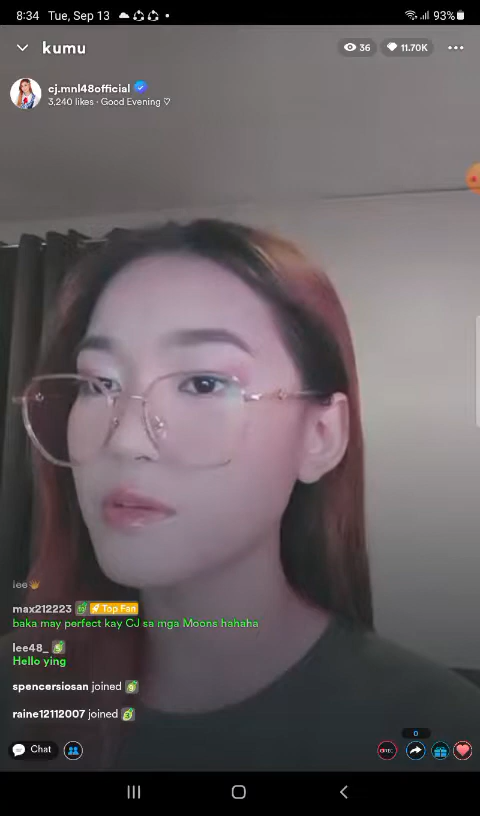 8:34 Tue, Sep 13 93%
kumu 36 11.70K
cj.mnl48official
3,240 likes · Good Evening ♡
lee
max212223 Top Fan
baka may perfect kay CJ sa mga Moons hahaha
lee48_
Hello ying
spencersiosan joined
raine12112007 joined
0
Chat